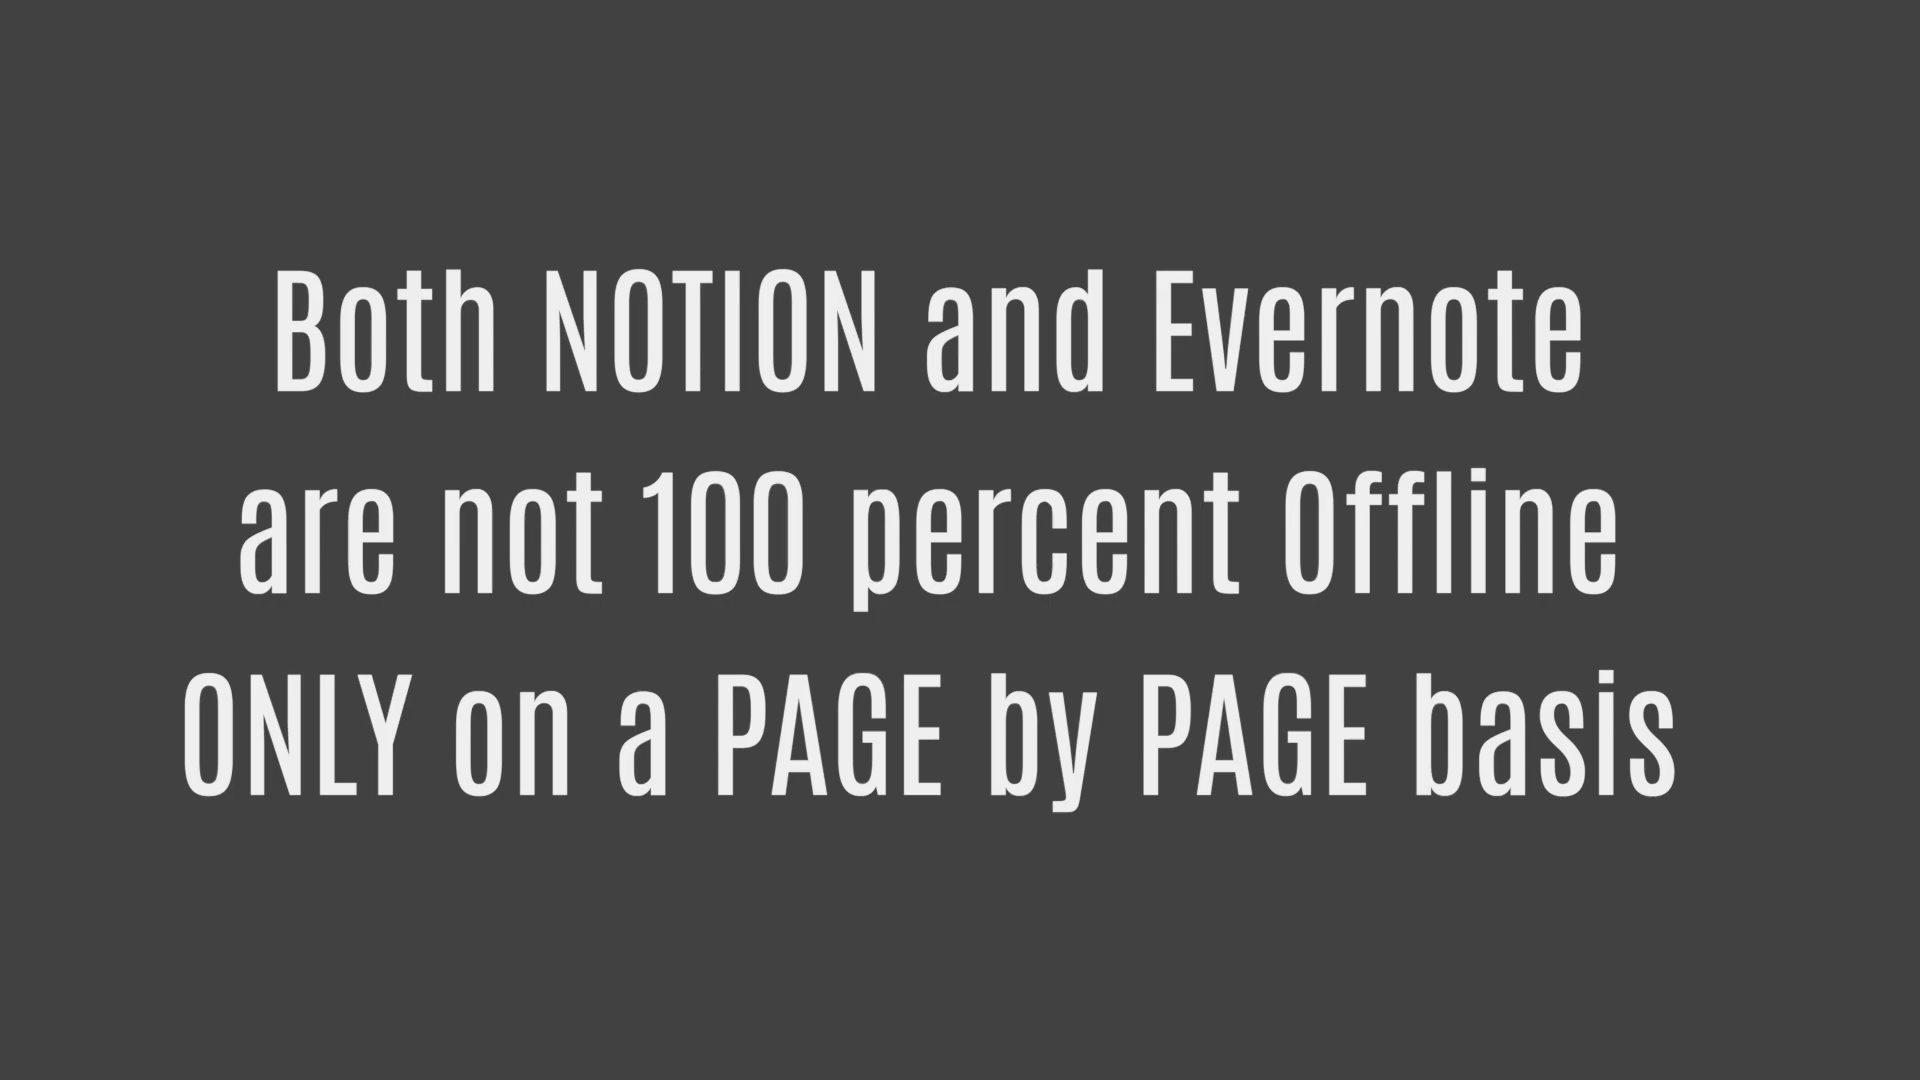 Both NOTION and Evernote
are not 100 percent Offline
ONLY on a PAGE by PAGE basis